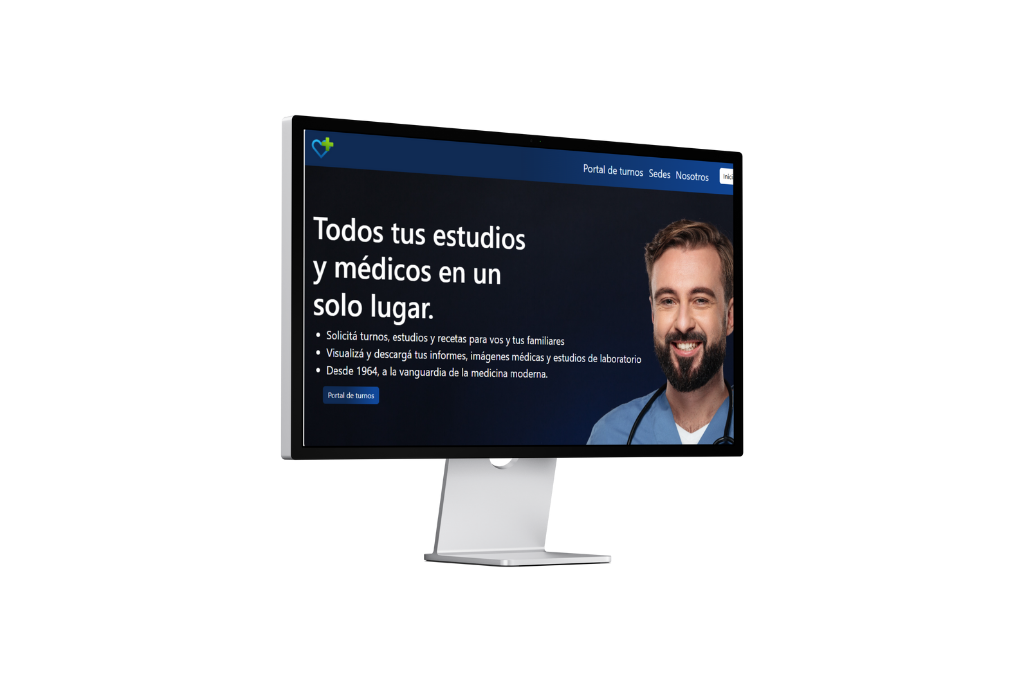 Portal de turnos Sedes Nosotros
Todos tus estudios
y médicos en un
solo lugar.
Solicitá turnos, estudios y recetas para vos y tus familiares
Visualizá y descargá tus informes, imágenes médicas y estudios de laboratorio
Desde 1964, a la vanguardia de la medicina moderna.
Portal de turnos